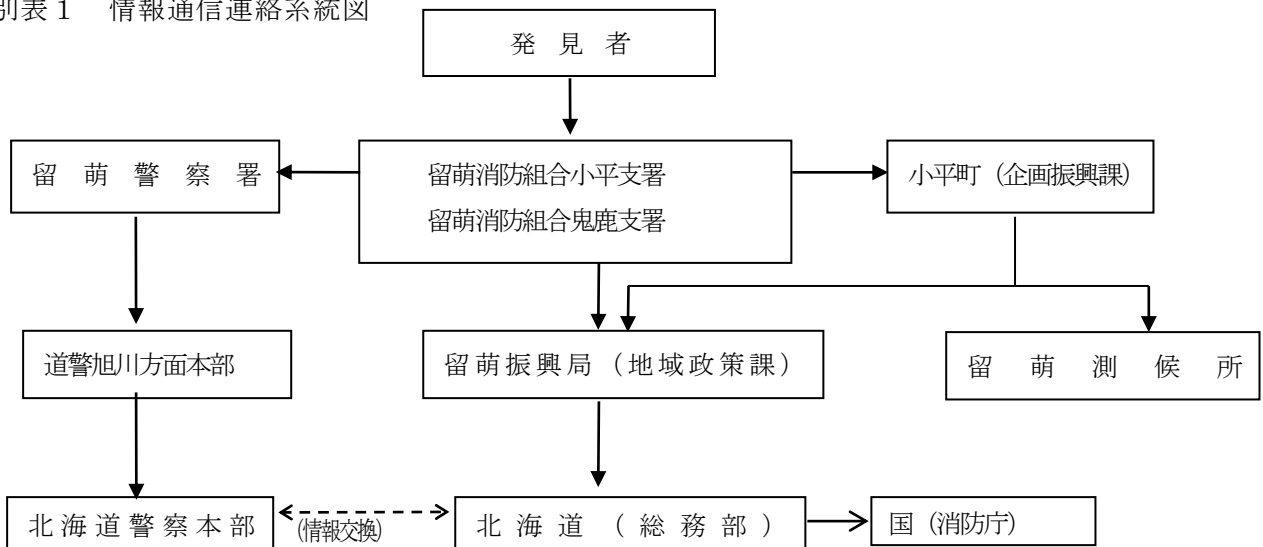 別表１　情報通信連絡系統図
発見者
留萌警察署
留萌消防組合小平支署
留萌消防組合鬼鹿支署
小平町（企画振興課）
道警旭川方面本部
留萌振興局（地域政策課）
留萌測候所
北海道警察本部
(情報交換)
北海道（総務部）
国（消防庁）